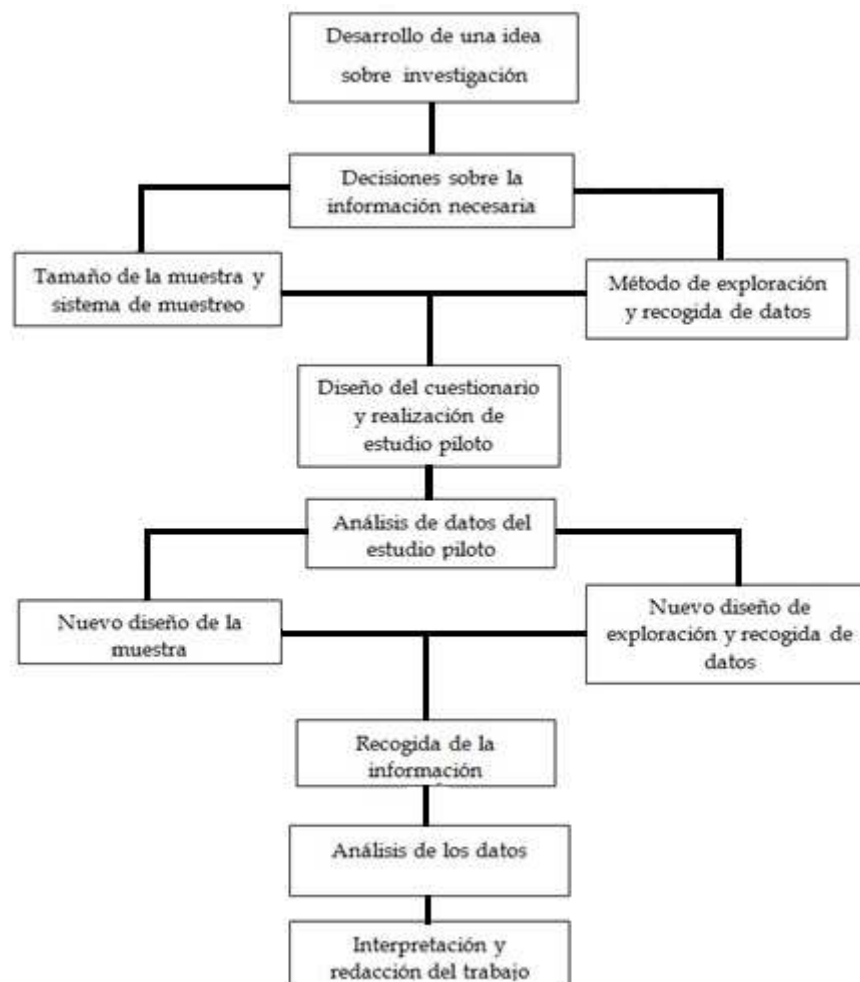 Desarrollo de una idea
sobre investigación
Decisiones sobre la
información necesaria
Tamaño de la muestra y
sistema de muestreo
Método de exploración
y recogida de datos
Diseño del cuestionario
y realización de
estudio piloto
Análisis de datos del
estudio piloto
Nuevo diseño de la
muestra
Nuevo diseño de
exploración y recogida de
datos
Recogida de la
información
Análisis de los datos
Interpretación y
redacción del trabajo